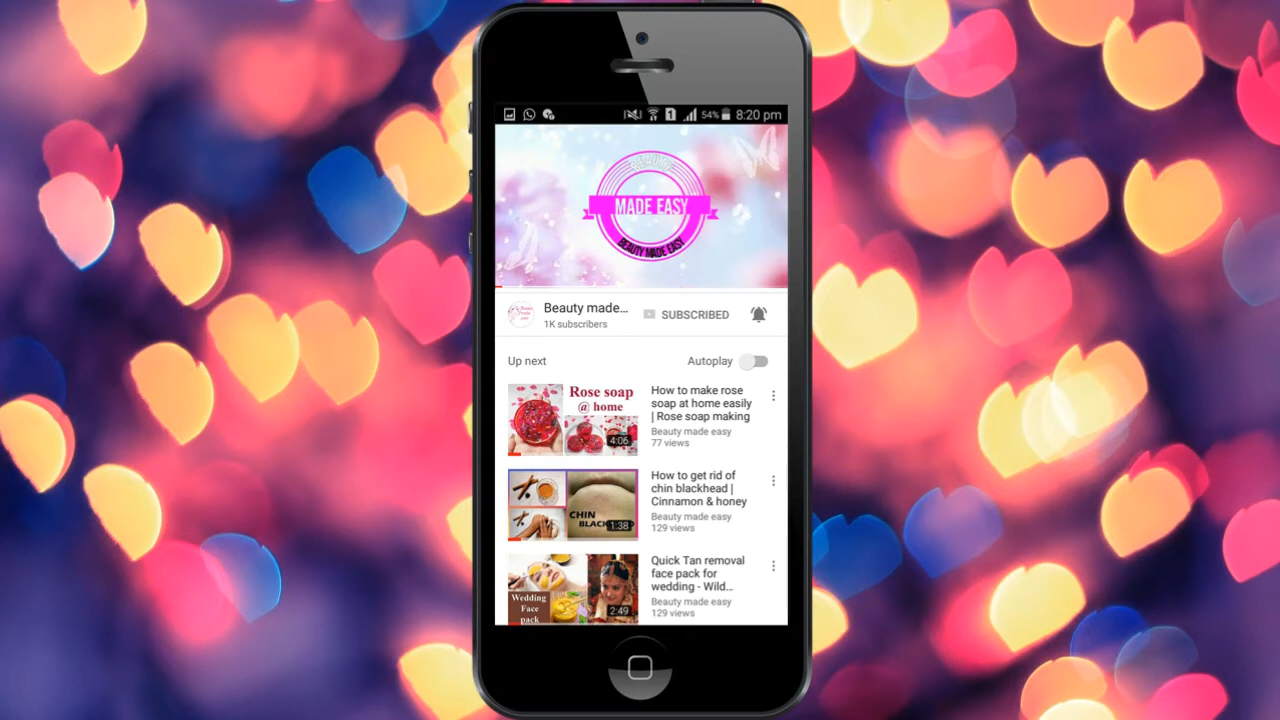 1 54% 8:20 pm
BEAUTY
MADE EASY
BEAUTY MADE EASY
Beauty made...
SUBSCRIBED
1K subscribers
Up next
Autoplay
Rose soap
@ home
4:06
How to make rose
soap at home easily
| Rose soap making
Beauty made easy
77 views
CHIN
1:38
How to get rid of
chin blackhead |
Cinnamon & honey
Beauty made easy
129 views
Wedding
Face
pack
2:49
Quick Tan removal
face pack for
wedding - Wild...
Beauty made easy
129 views